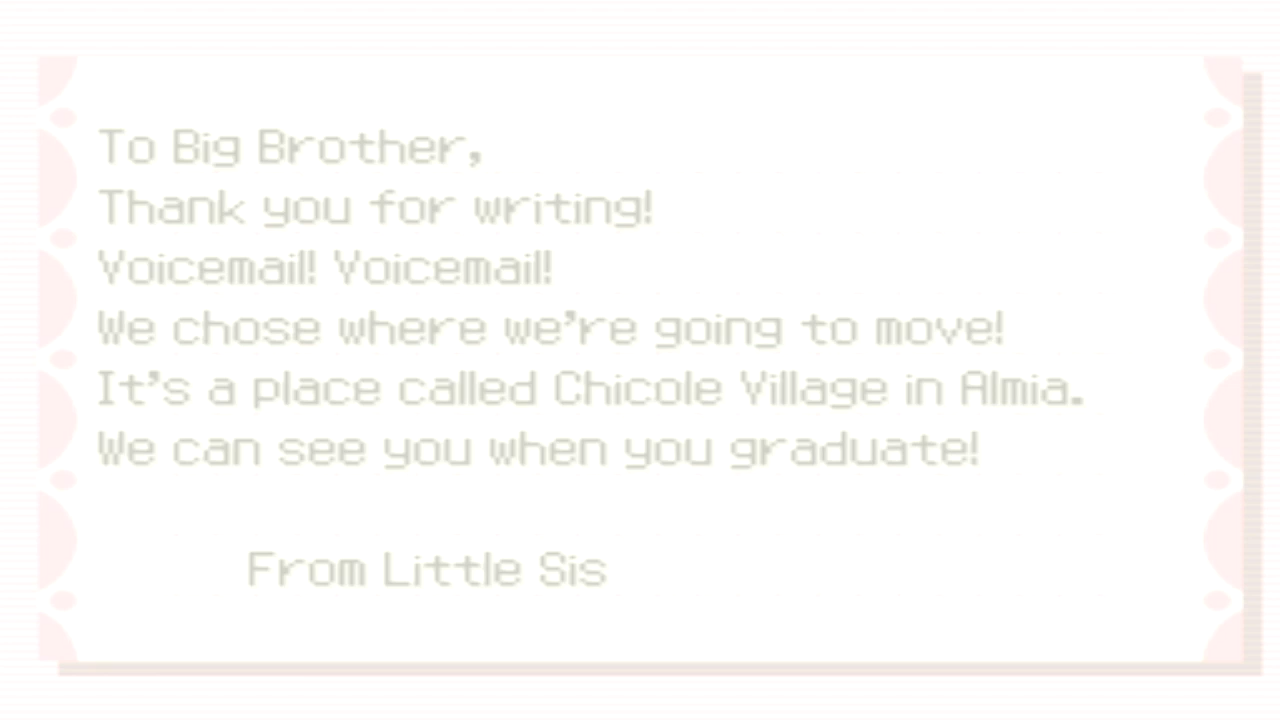 To Big Brother,
Thank you for writing!
Voicemail! Voicemail!
We chose where we're going to move!
It's a place called Chicole Village in Almia.
We can see you when you graduate!
From Little Sis